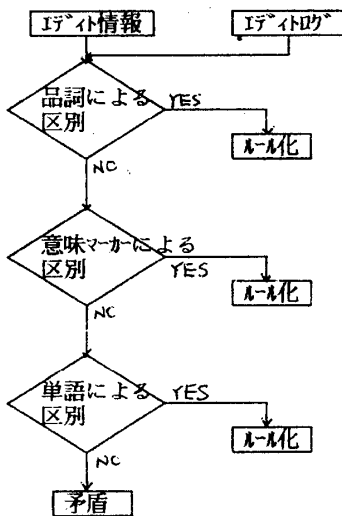 エディト情報
エディトログ
品詞による
区別
YES
ルール化
NO
意味マーカーによる
区別
YES
ルール化
NO
単語による
区別
YES
ルール化
NO
矛盾